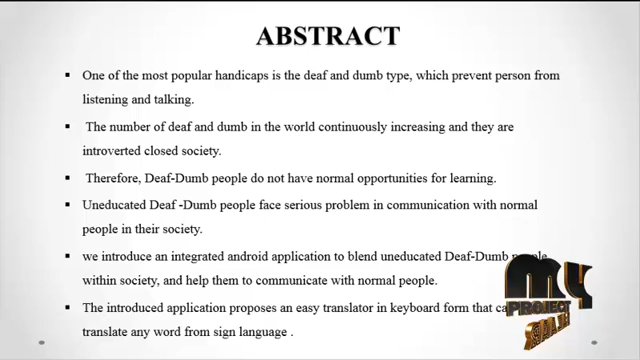 ABSTRACT
▪ One of the most popular handicaps is the deaf and dumb type, which prevent person from
listening and talking.
▪ The number of deaf and dumb in the world continuously increasing and they are
introverted closed society.
▪ Therefore, Deaf-Dumb people do not have normal opportunities for learning.
▪ Uneducated Deaf -Dumb people face serious problem in communication with normal
people in their society.
▪ we introduce an integrated android application to blend uneducated Deaf-Dumb people
within society, and help them to communicate with normal people.
▪ The introduced application proposes an easy translator in keyboard form that
translate any word from sign language .
MY
PROJECT